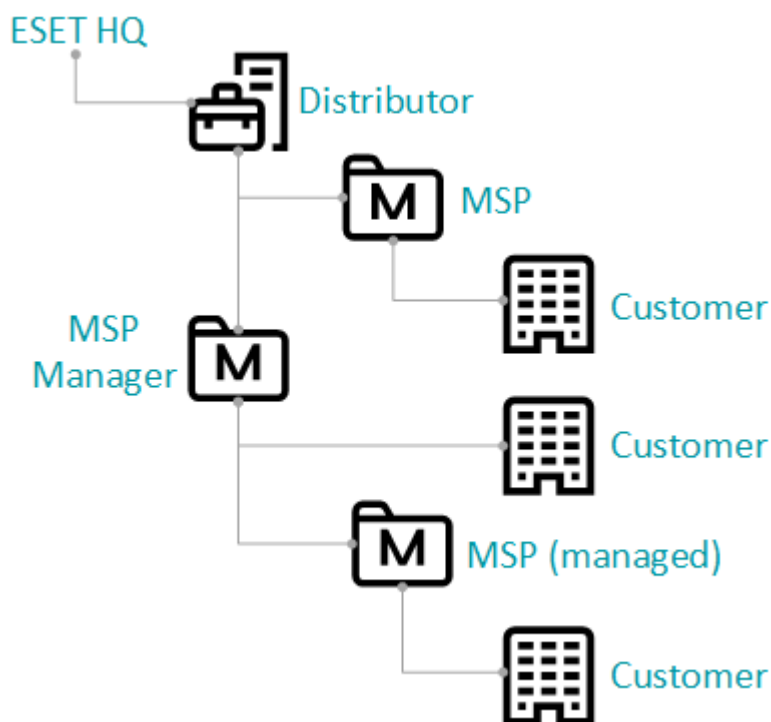 ESET HQ
Distributor
M
MSP
Customer
MSP
Manager
M
Customer
M
MSP (managed)
Customer